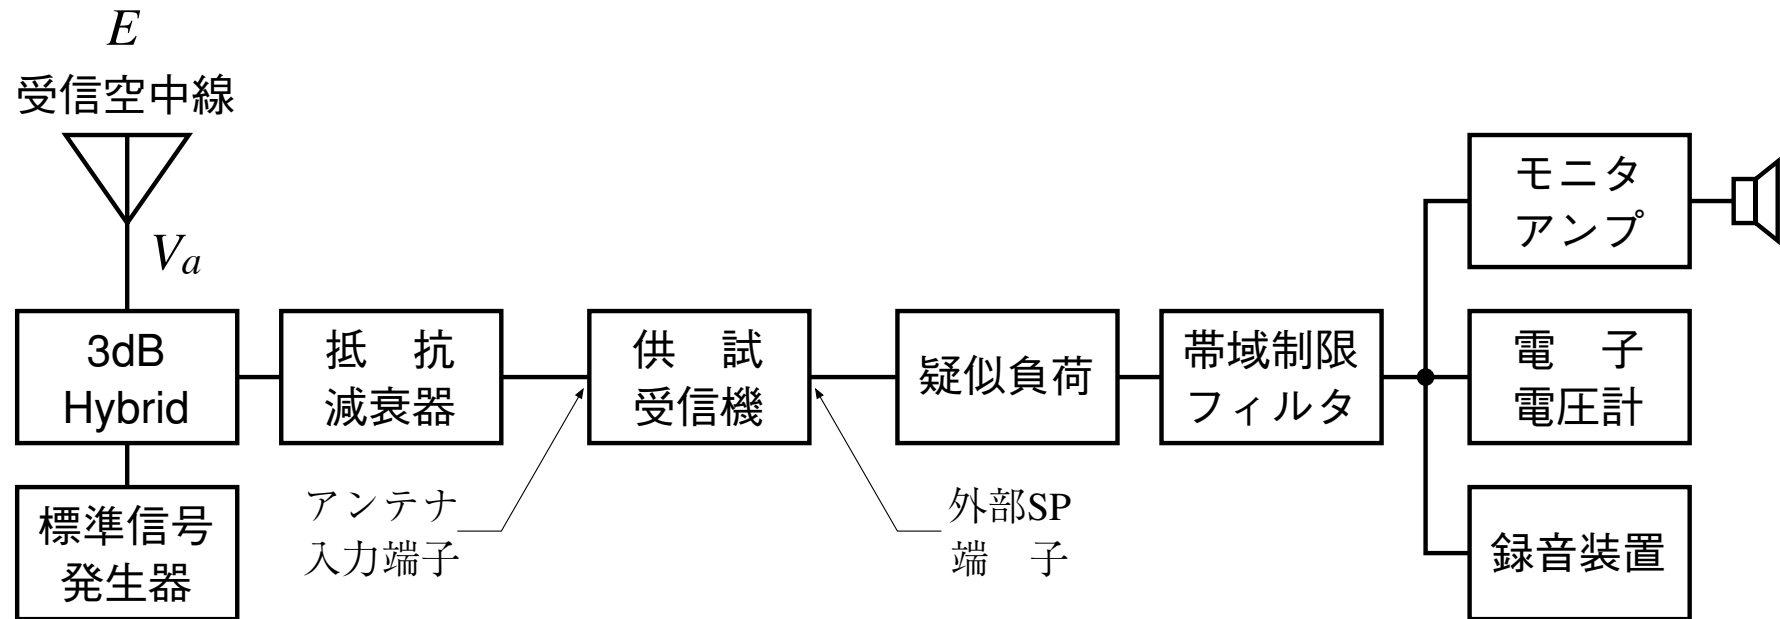 E
受信空中線
Va
3dB
Hybrid
標準信号
発生器
抵　抗
減衰器
アンテナ
入力端子
供　試
受信機
外部SP
端　子
疑似負荷
帯域制限
フィルタ
モニタ
アンプ
電　子
電圧計
録音装置